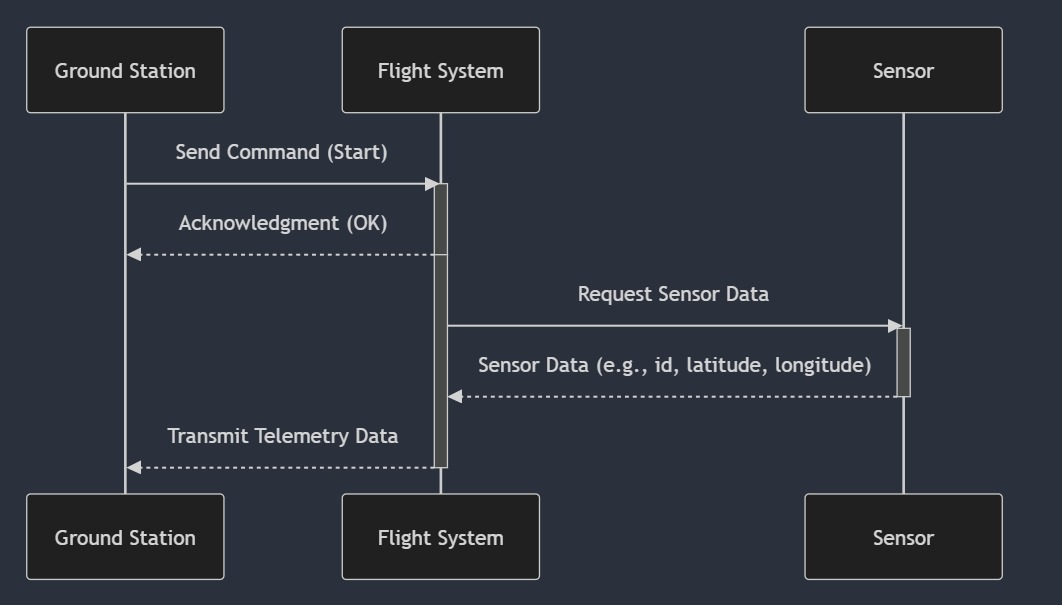 Ground Station
Flight System
Sensor
Send Command (Start)
Acknowledgment (OK)
Request Sensor Data
Sensor Data (e.g., id, latitude, longitude)
Transmit Telemetry Data
Ground Station
Flight System
Sensor